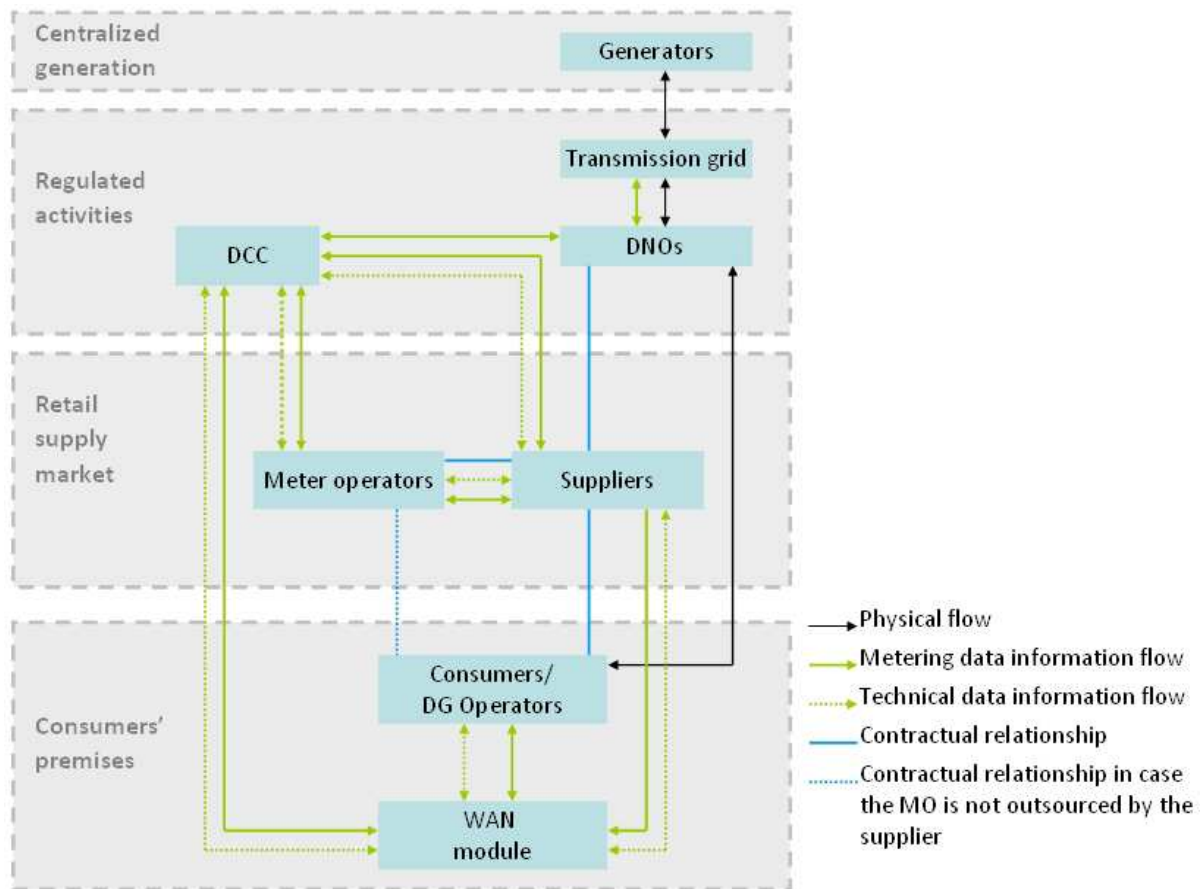 Centralized
generation
Generators
Regulated
activities
Transmission grid
DCC
DNOs
Retail
supply
market
Meter operators
Suppliers
Consumers'
premises
Consumers/
DG Operators
WAN
module
Physical flow
Metering data information flow
Technical data information flow
Contractual relationship
Contractual relationship in case
the MO is not outsourced by the
supplier